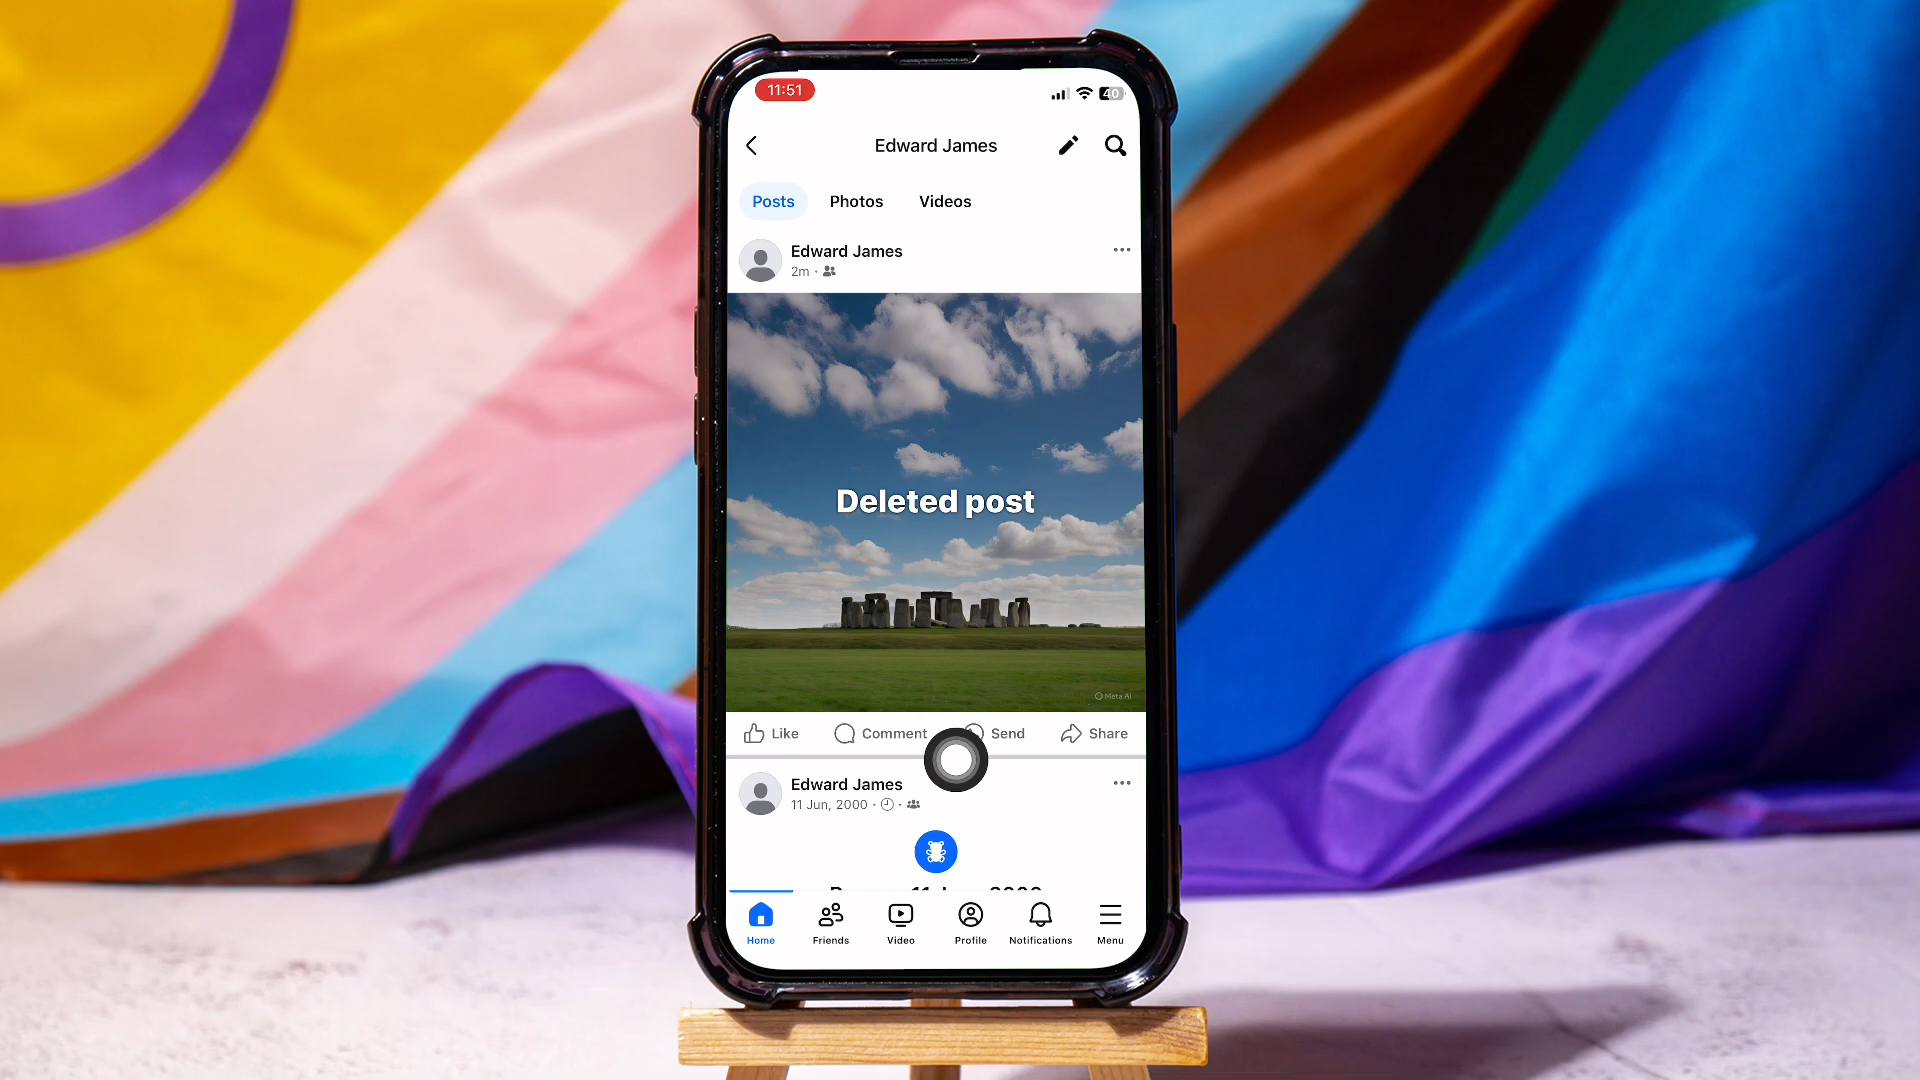 11:51
40
Edward James
Posts Photos Videos
Edward James
2m ·
Deleted post
Meta AI
Like Comment Send Share
Edward James
11 Jun, 2000 · ·
Home Friends Video Profile Notifications Menu